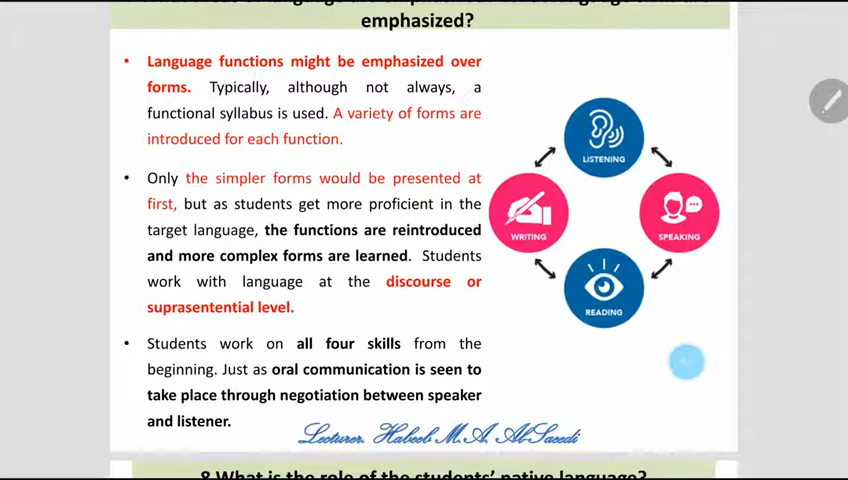 emphasized?
• Language functions might be emphasized over
forms. Typically, although not always, a
functional syllabus is used. A variety of forms are
introduced for each function.
• Only the simpler forms would be presented at
first, but as students get more proficient in the
target language, the functions are reintroduced
and more complex forms are learned. Students
work with language at the discourse or
suprasentential level.
• Students work on all four skills from the
beginning. Just as oral communication is seen to
take place through negotiation between speaker
and listener.
LISTENING
WRITING
SPEAKING
READING
Lecturer. Habeeb M. A. Al-Saeedi
8.What is the role of the students' native language?